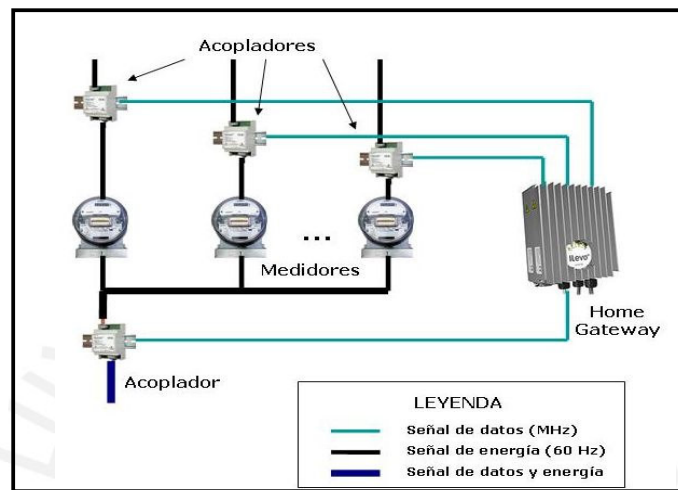 Acopladores
...
Medidores
ilevo
Home
Gateway
Acoplador
LEYENDA
Señal de datos (MHz)
Señal de energía (60 Hz)
Señal de datos y energía